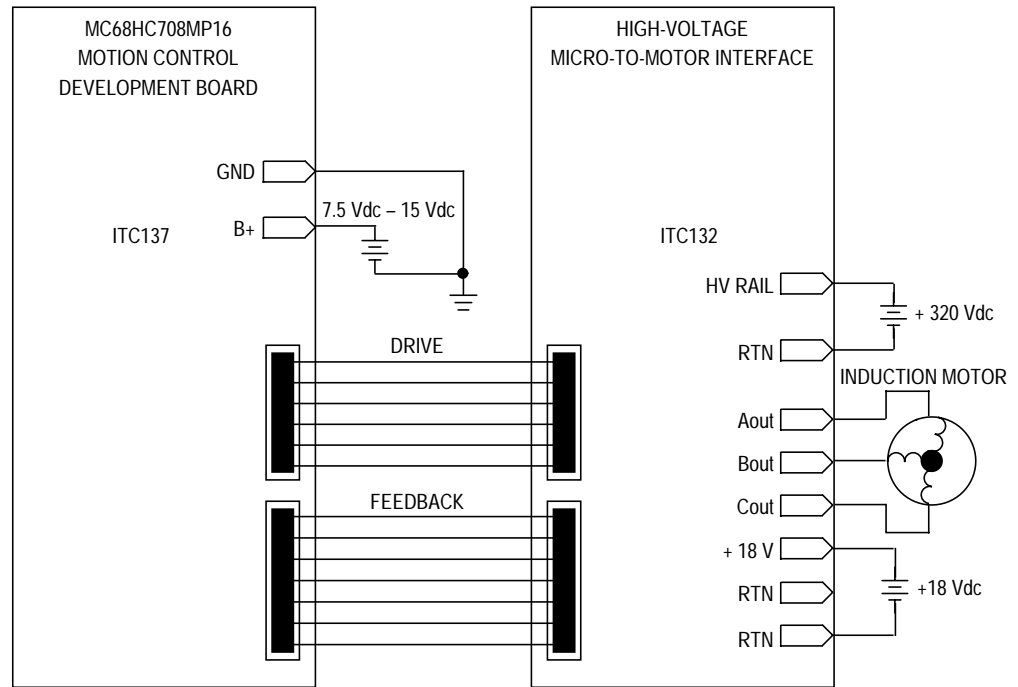 MC68HC708MP16
MOTION CONTROL
DEVELOPMENT BOARD
HIGH-VOLTAGE
MICRO-TO-MOTOR INTERFACE
GND
7.5 Vdc – 15 Vdc
B+
ITC137
ITC132
HV RAIL
+ 320 Vdc
RTN
DRIVE
INDUCTION MOTOR
Aout
Bout
Cout
FEEDBACK
+ 18 V
+18 Vdc
RTN
RTN